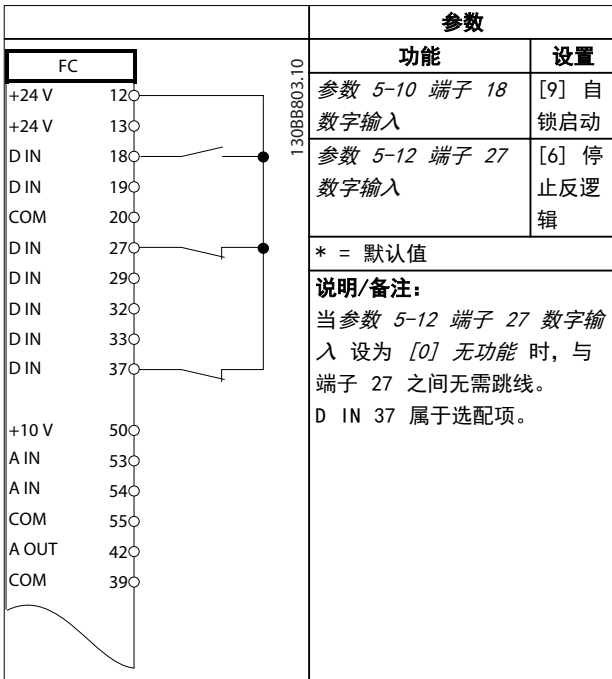 FC
+24 V 12
+24 V 13
D IN 18
D IN 19
COM 20
D IN 27
D IN 29
D IN 32
D IN 33
D IN 37
+10 V 50
A IN 53
A IN 54
COM 55
A OUT 42
COM 39
130BB803.10
参数
功能 设置
参数 5-10 端子 18 [9] 自
数字输入 锁启动
参数 5-12 端子 27 [6] 停
数字输入 止反逻
辑
* = 默认值
说明/备注:
当参数 5-12 端子 27 数字输
入 设为 [0] 无功能 时, 与
端子 27 之间无需跳线。
D IN 37 属于选配项。